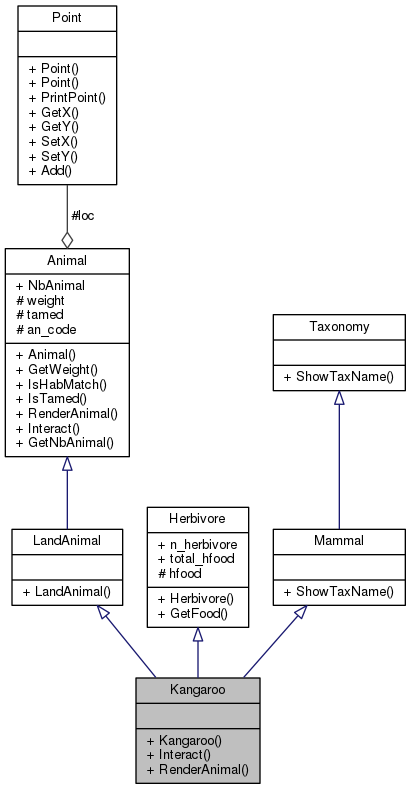 Point
+ Point()
+ Point()
+ PrintPoint()
+ GetX()
+ GetY()
+ SetX()
+ SetY()
+ Add()
#loc
Animal
+ NbAnimal
# weight
# tamed
# an_code
+ Animal()
+ GetWeight()
+ IsHabMatch()
+ IsTamed()
+ RenderAnimal()
+ Interact()
+ GetNbAnimal()
Taxonomy
+ ShowTaxName()
LandAnimal
+ LandAnimal()
Herbivore
+ n_herbivore
+ total_hfood
# hfood
+ Herbivore()
+ GetFood()
Mammal
+ ShowTaxName()
Kangaroo
+ Kangaroo()
+ Interact()
+ RenderAnimal()